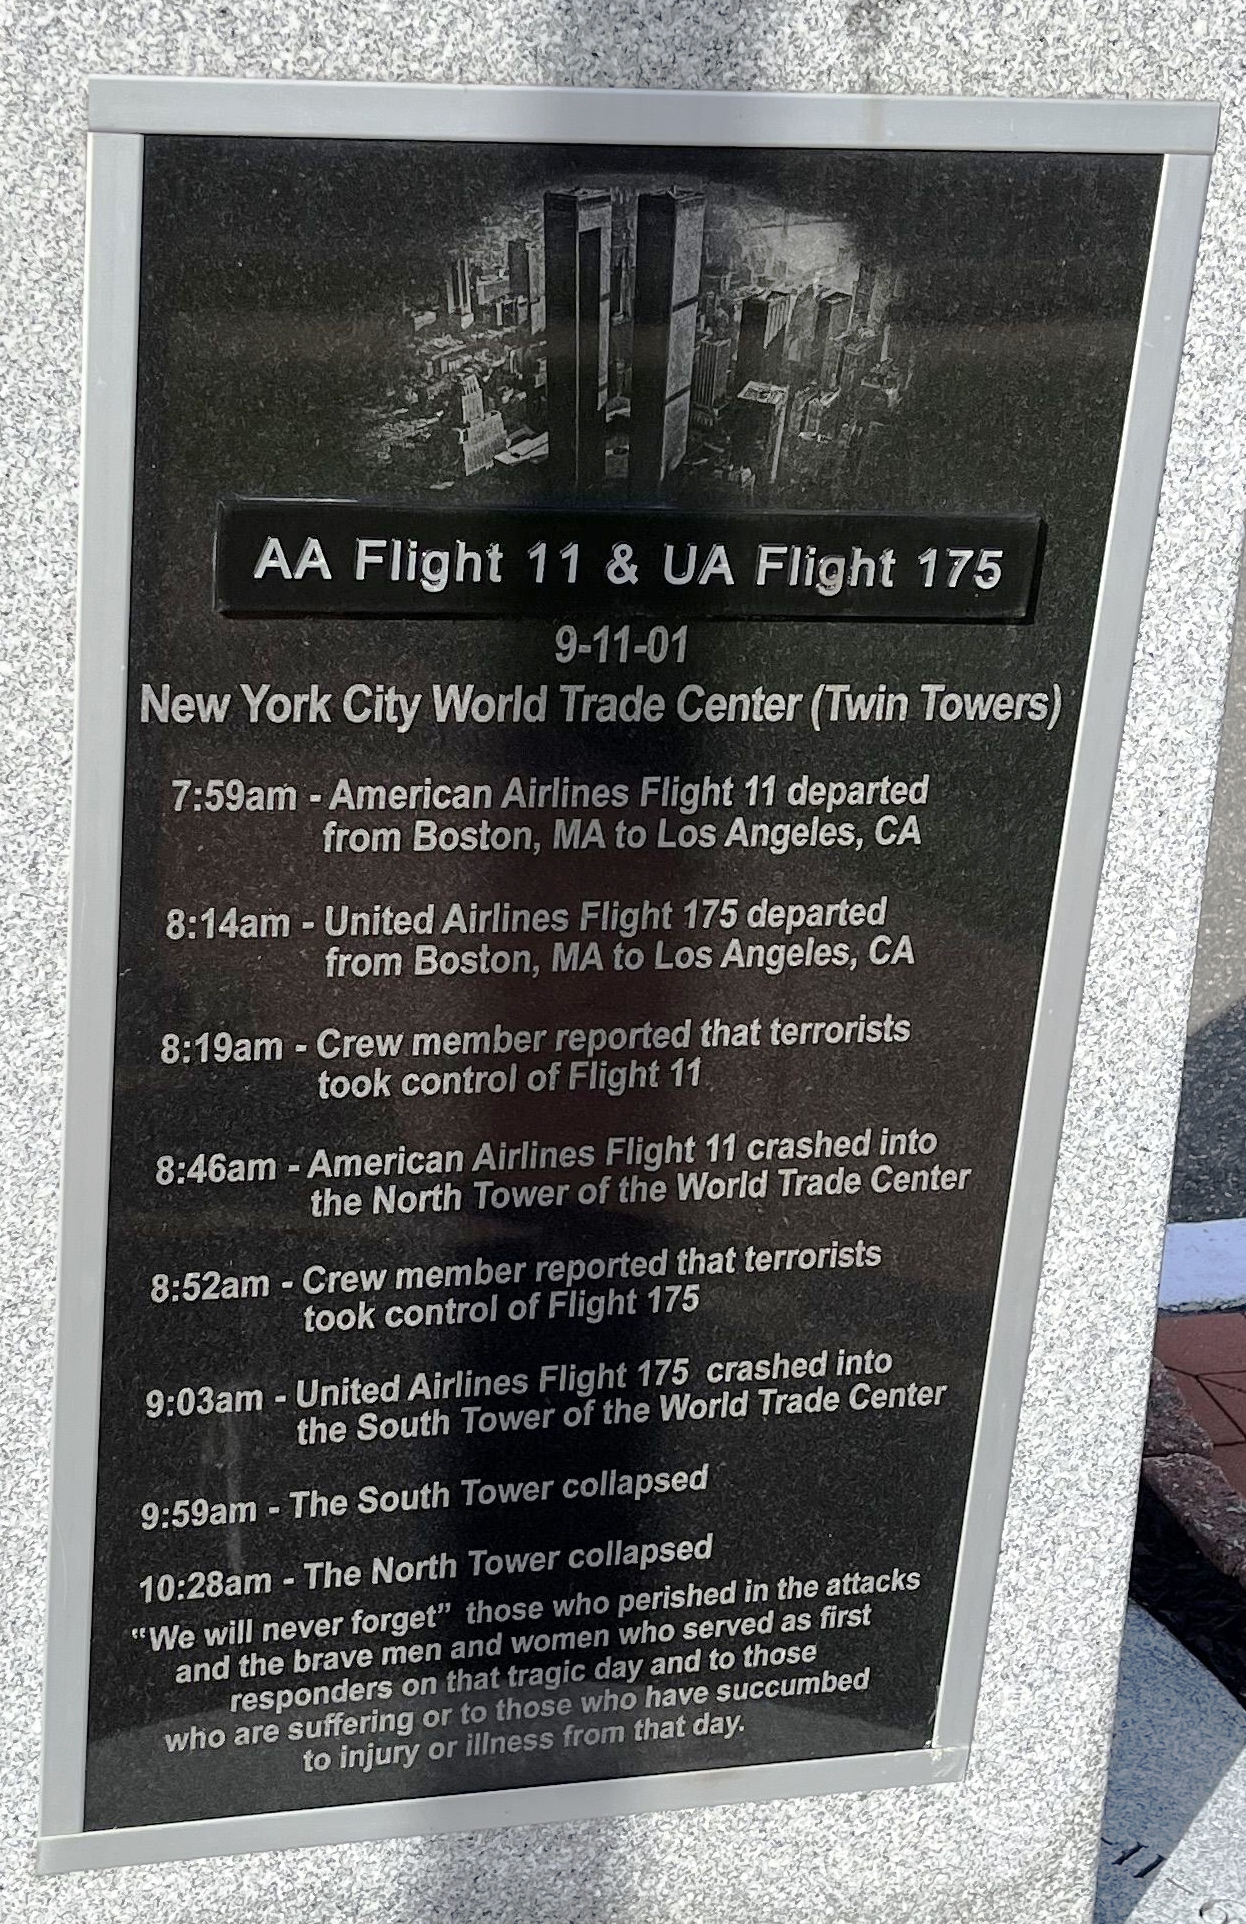 AA Flight 11 & UA Flight 175
9-11-01
New York City World Trade Center (Twin Towers)
7:59am - American Airlines Flight 11 departed
from Boston, MA to Los Angeles, CA
8:14am - United Airlines Flight 175 departed
from Boston, MA to Los Angeles, CA
8:19am - Crew member reported that terrorists
took control of Flight 11
8:46am - American Airlines Flight 11 crashed into
the North Tower of the World Trade Center
8:52am - Crew member reported that terrorists
took control of Flight 175
9:03am - United Airlines Flight 175 crashed into
the South Tower of the World Trade Center
9:59am - The South Tower collapsed
10:28am - The North Tower collapsed
"We will never forget" those who perished in the attacks
and the brave men and women who served as first
responders on that tragic day and to those
who are suffering or to those who have succumbed
to injury or illness from that day.